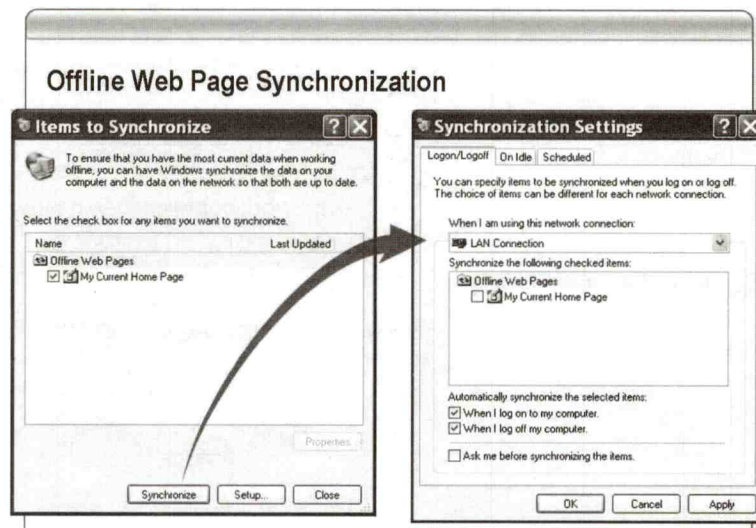 Offline Web Page Synchronization
Items to Synchronize
To ensure that you have the most current data when working
offline, you can have Windows synchronize the data on your
computer and the data on the network so that both are up to date.
Select the check box for any items you want to synchronize.
Name Last Updated
Offline Web Pages
My Current Home Page
Properties
Synchronize Setup... Close
Synchronization Settings
Logon/Logoff On Idle Scheduled
You can specify items to be synchronized when you log on or log off.
The choice of items can be different for each network connection.
When I am using this network connection:
LAN Connection
Synchronize the following checked items:
Offline Web Pages
My Current Home Page
Automatically synchronize the selected items:
When I log on to my computer.
When I log off my computer.
Ask me before synchronizing the items.
OK Cancel Apply